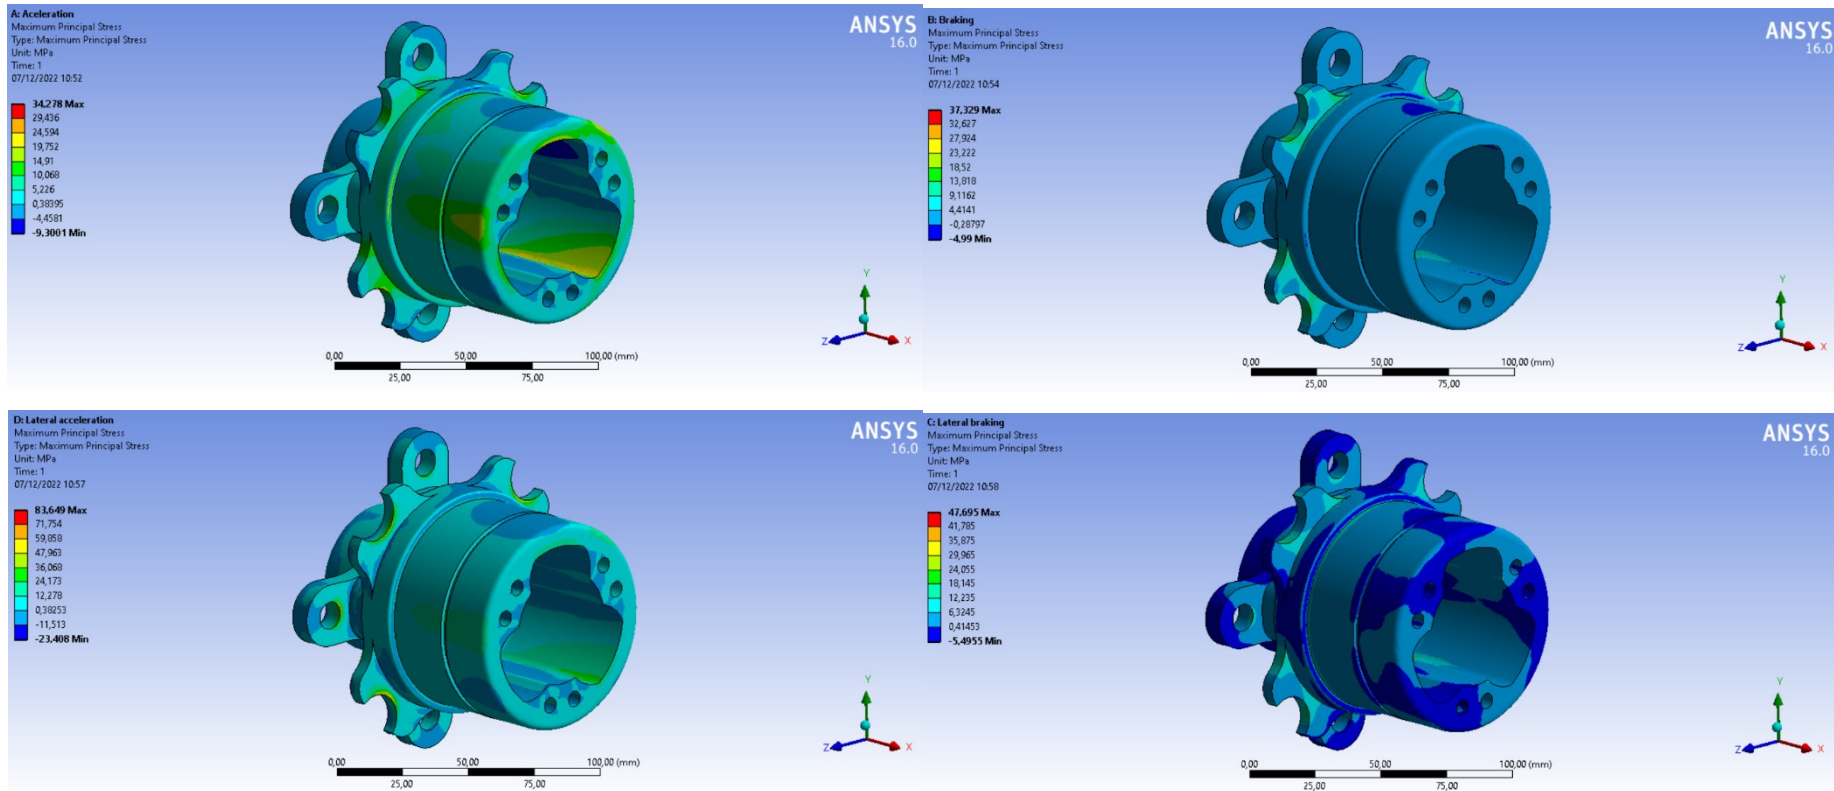 A: Aceleration
Maximum Principal Stress
Type: Maximum Principal Stress
Unit: MPa
Time: 1
07/12/2022 10:52
34,278 Max
29,436
24,594
19,752
14,91
10,068
5,226
0,38395
-4,4581
-9,3001 Min
ANSYS
16.0
Y
Z
X
0,00
50,00
100,00 (mm)
25,00
75,00
B: Braking
Maximum Principal Stress
Type: Maximum Principal Stress
Unit: MPa
Time: 1
07/12/2022 10:54
37,329 Max
32,627
27,924
23,222
18,52
13,818
9,1162
4,4141
-0,28797
-4,99 Min
ANSYS
16.0
Y
Z
X
0,00
50,00
100,00 (mm)
25,00
75,00
D: Lateral acceleration
Maximum Principal Stress
Type: Maximum Principal Stress
Unit: MPa
Time: 1
07/12/2022 10:57
83,649 Max
71,754
59,858
47,963
36,068
24,173
12,278
0,38253
-11,513
-23,408 Min
ANSYS
16.0
Y
Z
X
0,00
50,00
100,00 (mm)
25,00
75,00
C: Lateral braking
Maximum Principal Stress
Type: Maximum Principal Stress
Unit: MPa
Time: 1
07/12/2022 10:58
47,695 Max
41,785
35,875
29,965
24,055
18,145
12,235
6,3245
0,41453
-5,4955 Min
ANSYS
16.0
Y
Z
X
0,00
50,00
100,00 (mm)
25,00
75,00